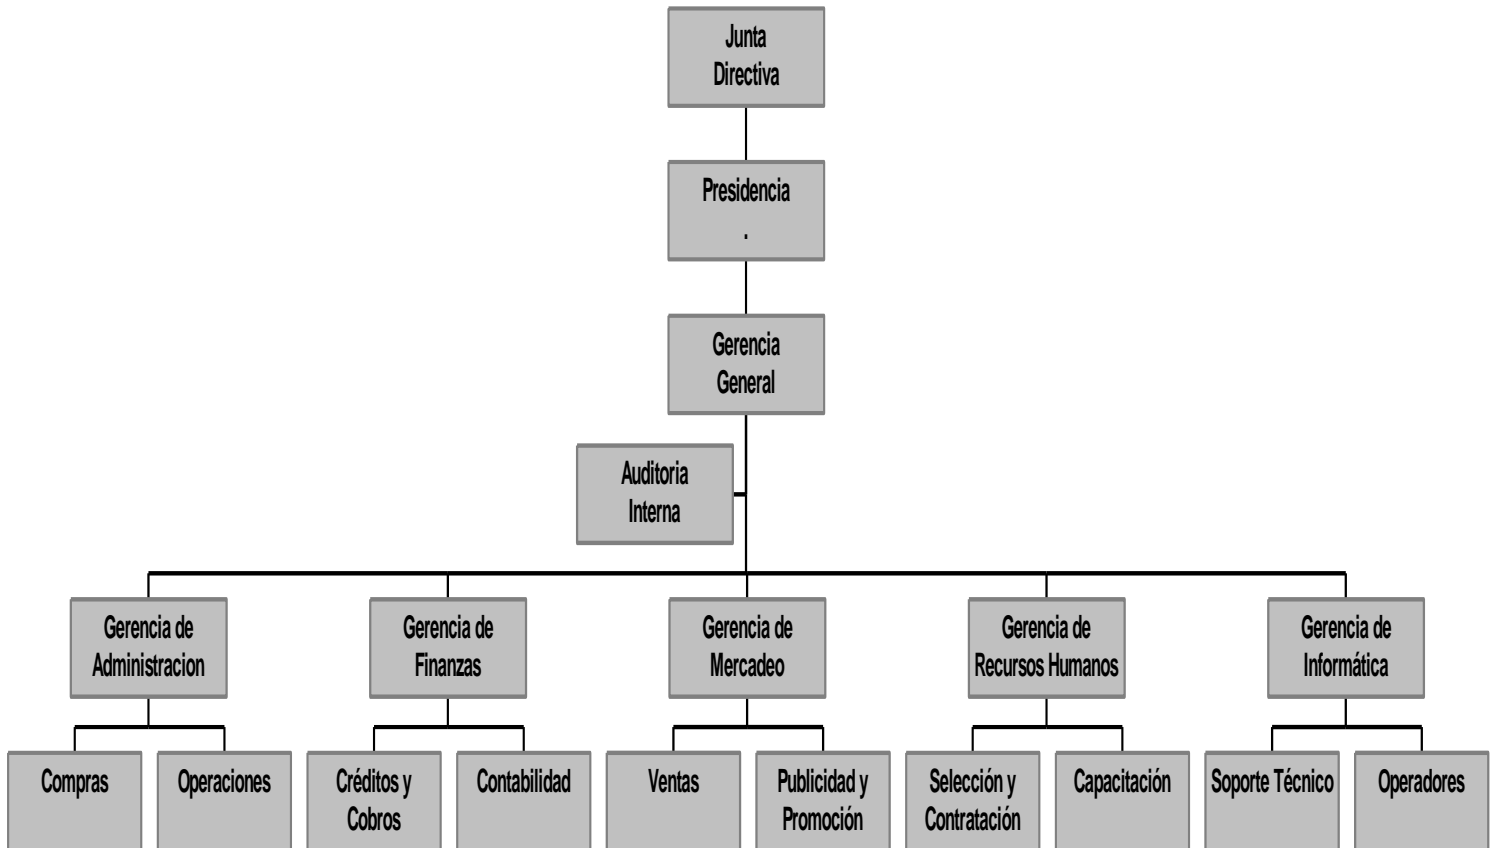 Junta
Directiva
Presidencia
.
Gerencia
General
Auditoria
Interna
Gerencia de
Administracion
Gerencia de
Finanzas
Gerencia de
Mercadeo
Gerencia de
Recursos Humanos
Gerencia de
Informática
Compras
Operaciones
Créditos y
Cobros
Contabilidad
Ventas
Publicidad y
Promoción
Selección y
Contratación
Capacitación
Soporte Técnico
Operadores